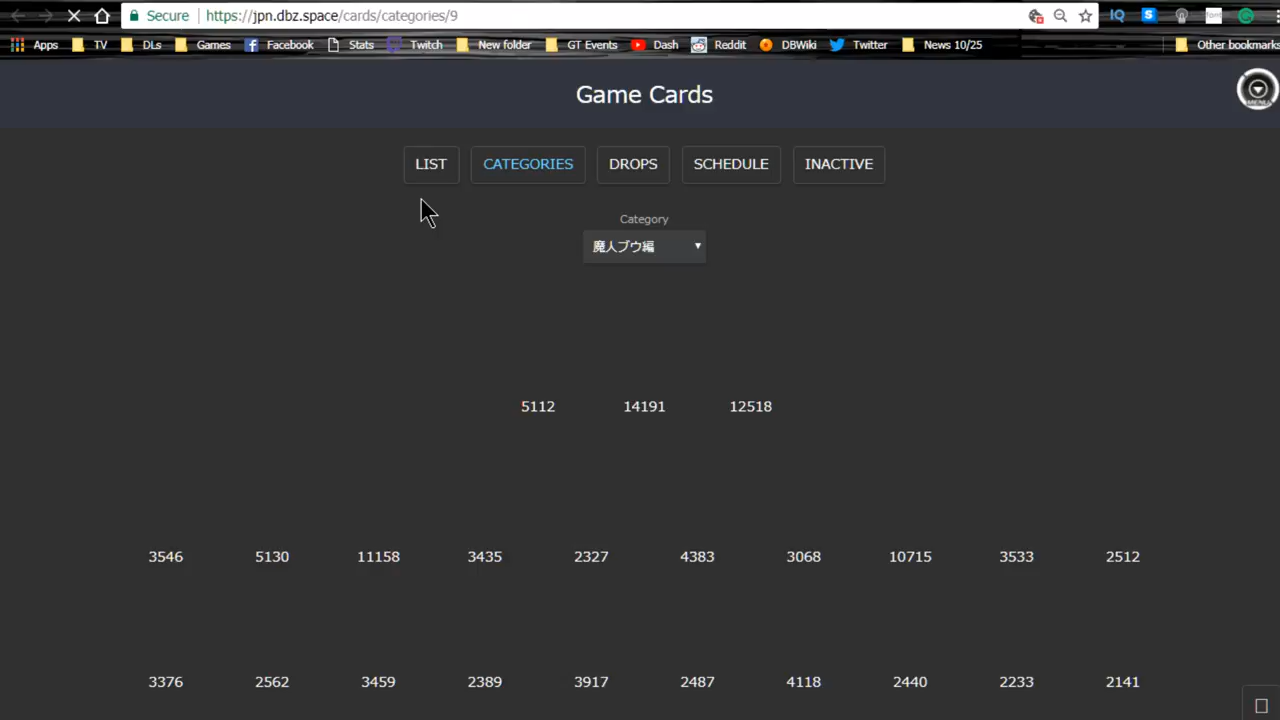 Secure https://jpn.dbz.space/cards/categories/9
Apps TV DLs Games Facebook Stats Twitch New folder GT Events Dash Reddit DBWiki Twitter News 10/25 Other bookmarks
Game Cards
MENU
LIST CATEGORIES DROPS SCHEDULE INACTIVE
Category
魔人ブウ編
5112 14191 12518
3546 5130 11158 3435 2327 4383 3068 10715 3533 2512
3376 2562 3459 2389 3917 2487 4118 2440 2233 2141